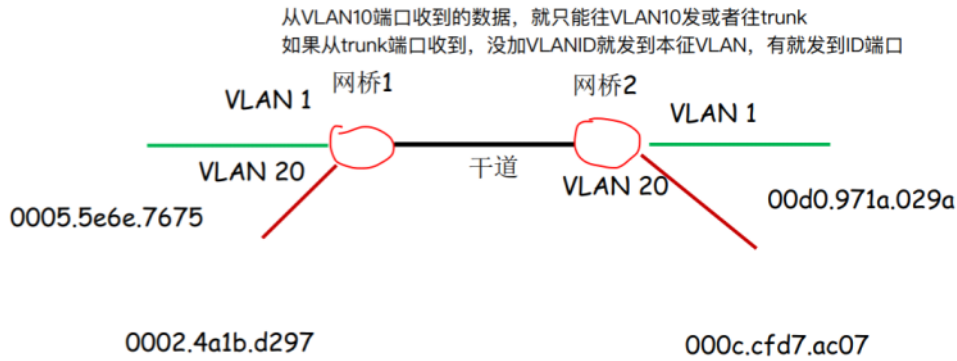 从VLAN10端口收到的数据，就只能往VLAN10发或者往trunk
如果从trunk端口收到，没加VLANID就发到本征VLAN，有就发到ID端口
网桥1
网桥2
VLAN 1
VLAN 1
干道
VLAN 20
VLAN 20
0005.5e6e.7675
00d0.971a.029a
0002.4a1b.d297
000c.cfd7.ac07